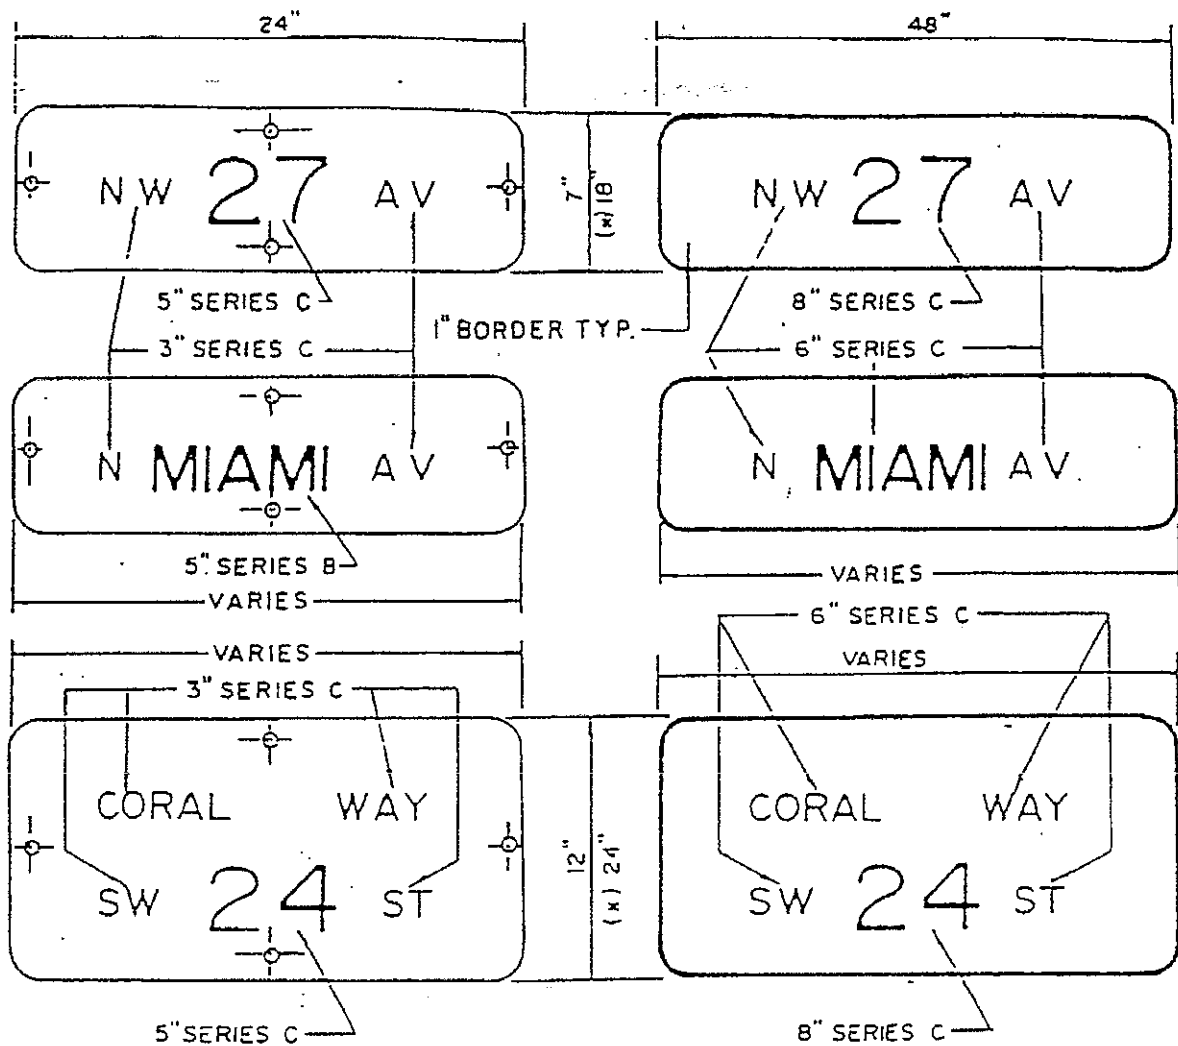 24" 48"
NW 27 AV
7"
(x) 18"
NW 27 AV
5" SERIES C
8" SERIES C
1" BORDER TYP.
3" SERIES C
6" SERIES C
N MIAMI AV
N MIAMI AV
5" SERIES B
VARIES
VARIES
6" SERIES C
VARIES
VARIES
3" SERIES C
CORAL WAY
CORAL WAY
12"
(x) 24"
SW 24 ST
SW 24 ST
5" SERIES C
8" SERIES C